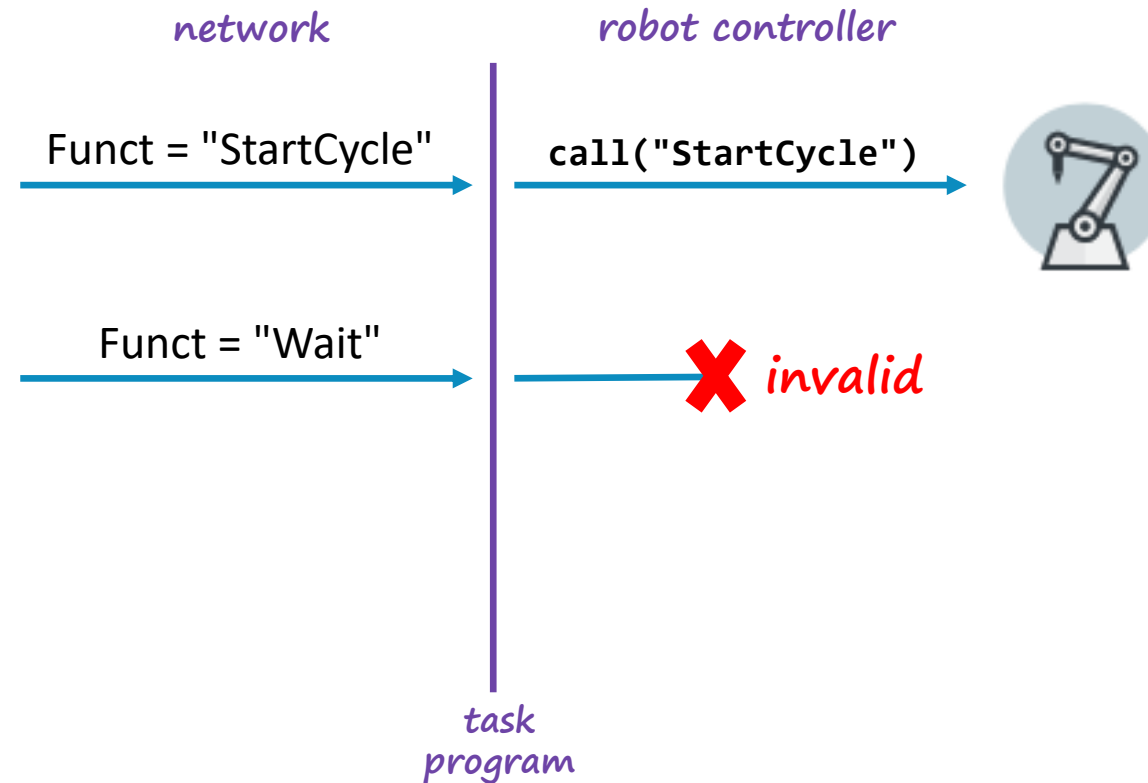 network
robot controller
Funct = "StartCycle"
call("StartCycle")
Funct = "Wait"
invalid
task
program